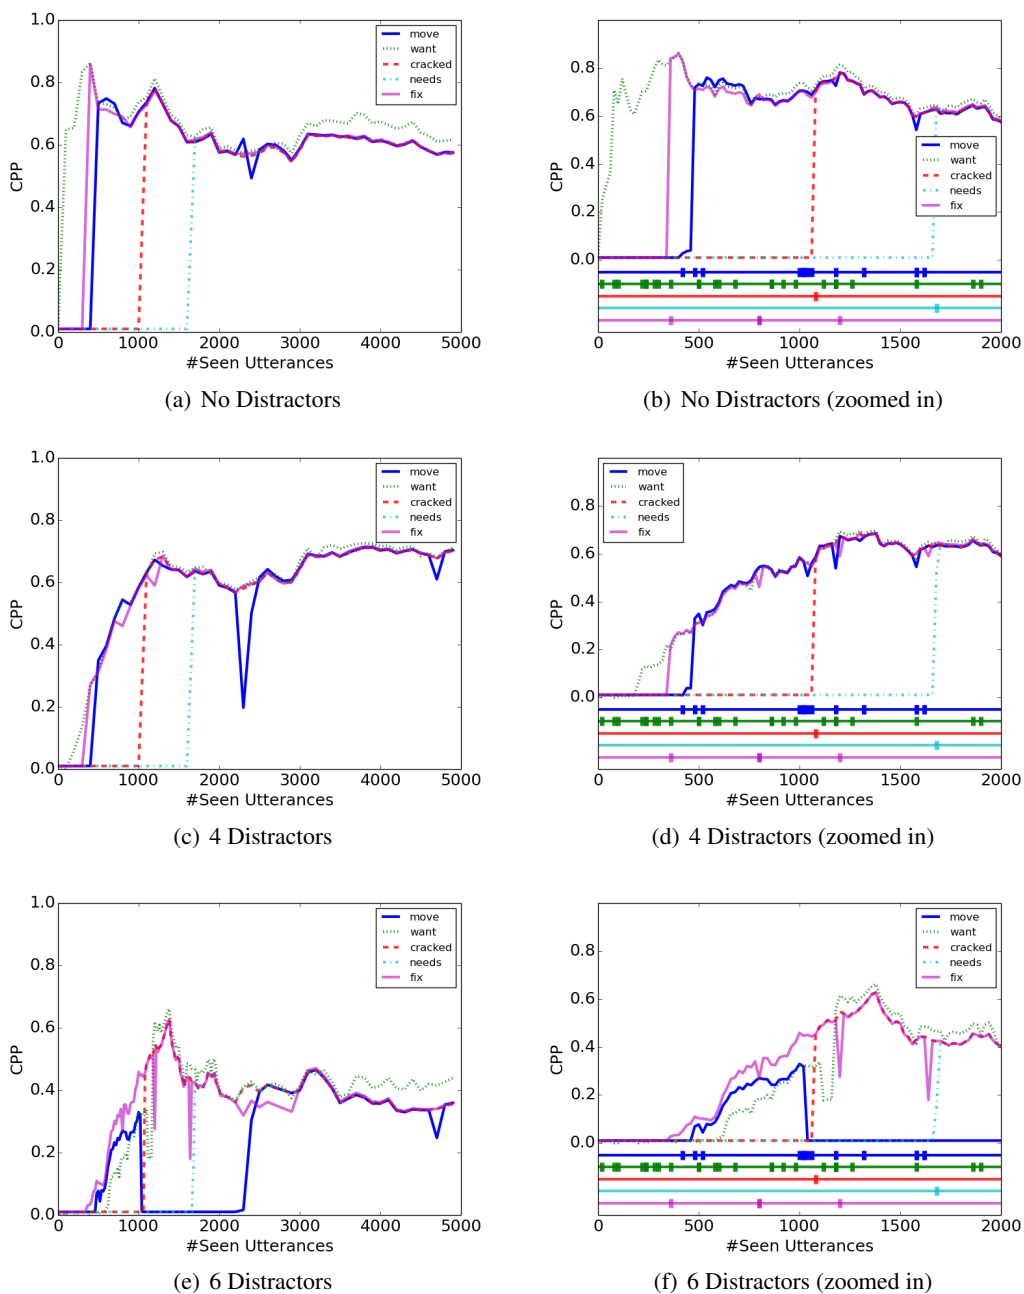 1.0
0.8
0.6
0.4
0.2
0.0
CPP
0
1000
2000
3000
4000
5000
#Seen Utterances
move
want
cracked
needs
fix
(a) No Distractors
0.8
0.6
0.4
0.2
0.0
CPP
0
500
1000
1500
2000
#Seen Utterances
move
want
cracked
needs
fix
(b) No Distractors (zoomed in)
1.0
0.8
0.6
0.4
0.2
0.0
CPP
0
1000
2000
3000
4000
5000
#Seen Utterances
move
want
cracked
needs
fix
(c) 4 Distractors
0.8
0.6
0.4
0.2
0.0
CPP
0
500
1000
1500
2000
#Seen Utterances
move
want
cracked
needs
fix
(d) 4 Distractors (zoomed in)
1.0
0.8
0.6
0.4
0.2
0.0
CPP
0
1000
2000
3000
4000
5000
#Seen Utterances
move
want
cracked
needs
fix
(e) 6 Distractors
0.8
0.6
0.4
0.2
0.0
CPP
0
500
1000
1500
2000
#Seen Utterances
move
want
cracked
needs
fix
(f) 6 Distractors (zoomed in)